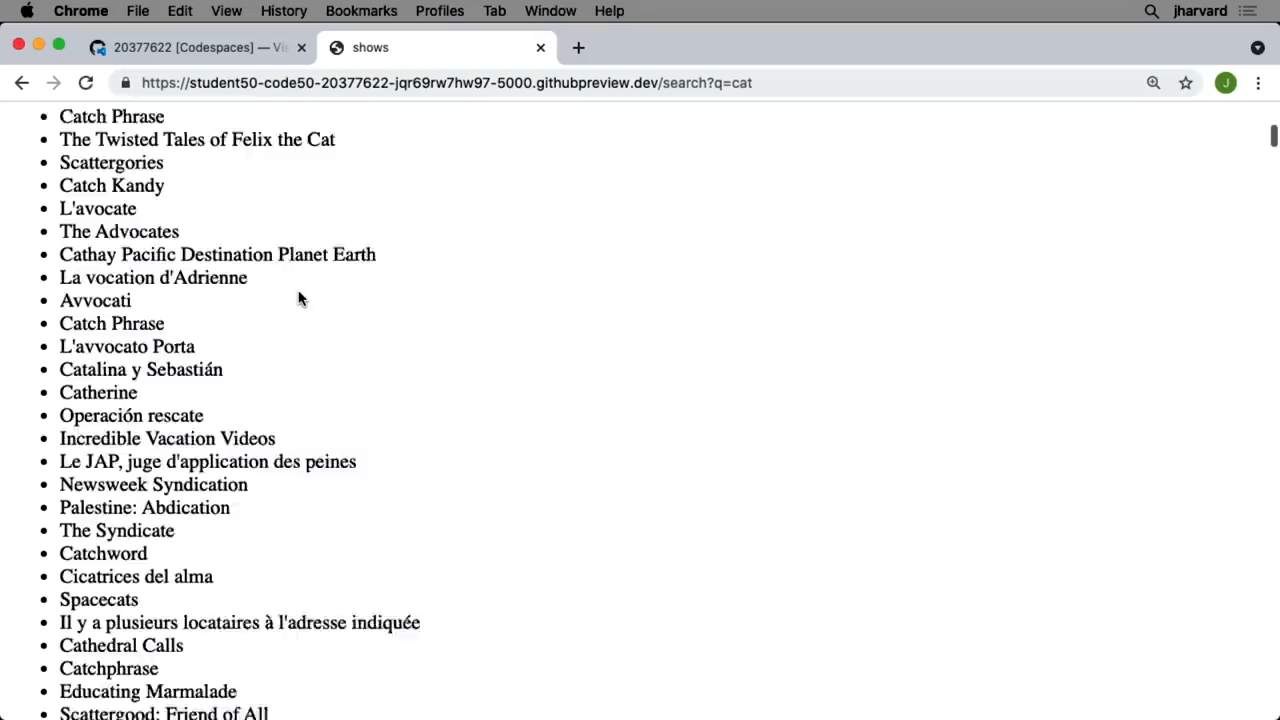 Chrome File Edit View History Bookmarks Profiles Tab Window Help jharvard
20377622 [Codespaces] — Vi shows
https://student50-code50-20377622-jqr69rw7hw97-5000.githubpreview.dev/search?q=cat J
Catch Phrase
The Twisted Tales of Felix the Cat
Scattergories
Catch Kandy
L'avocate
The Advocates
Cathay Pacific Destination Planet Earth
La vocation d'Adrienne
Avvocati
Catch Phrase
L'avvocato Porta
Catalina y Sebastián
Catherine
Operación rescate
Incredible Vacation Videos
Le JAP, juge d'application des peines
Newsweek Syndication
Palestine: Abdication
The Syndicate
Catchword
Cicatrices del alma
Spacecats
Il y a plusieurs locataires à l'adresse indiquée
Cathedral Calls
Catchphrase
Educating Marmalade
Scattergood: Friend of All